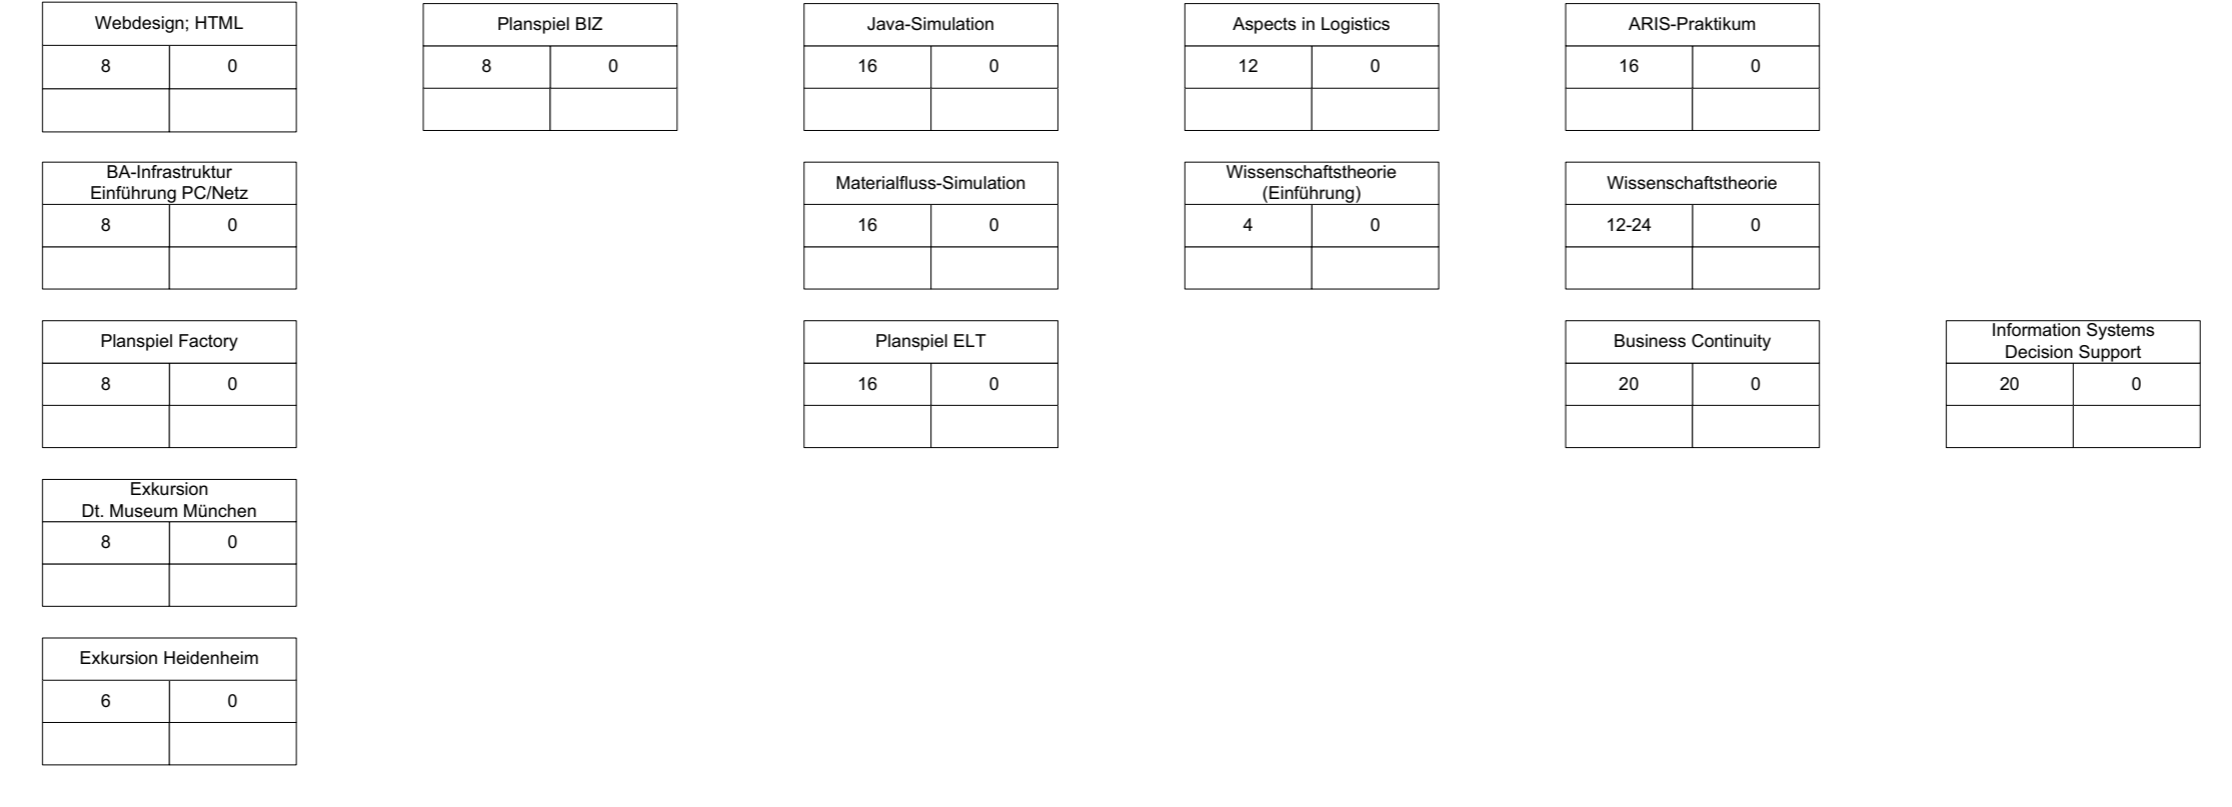 Webdesign; HTML
8 0
Planspiel BIZ
8 0
Java-Simulation
16 0
Aspects in Logistics
12 0
ARIS-Praktikum
16 0
BA-Infrastruktur
Einführung PC/Netz
8 0
Materialfluss-Simulation
16 0
Wissenschaftstheorie
(Einführung)
4 0
Wissenschaftstheorie
12-24 0
Planspiel Factory
8 0
Planspiel ELT
16 0
Business Continuity
20 0
Information Systems
Decision Support
20 0
Exkursion
Dt. Museum München
8 0
Exkursion Heidenheim
6 0